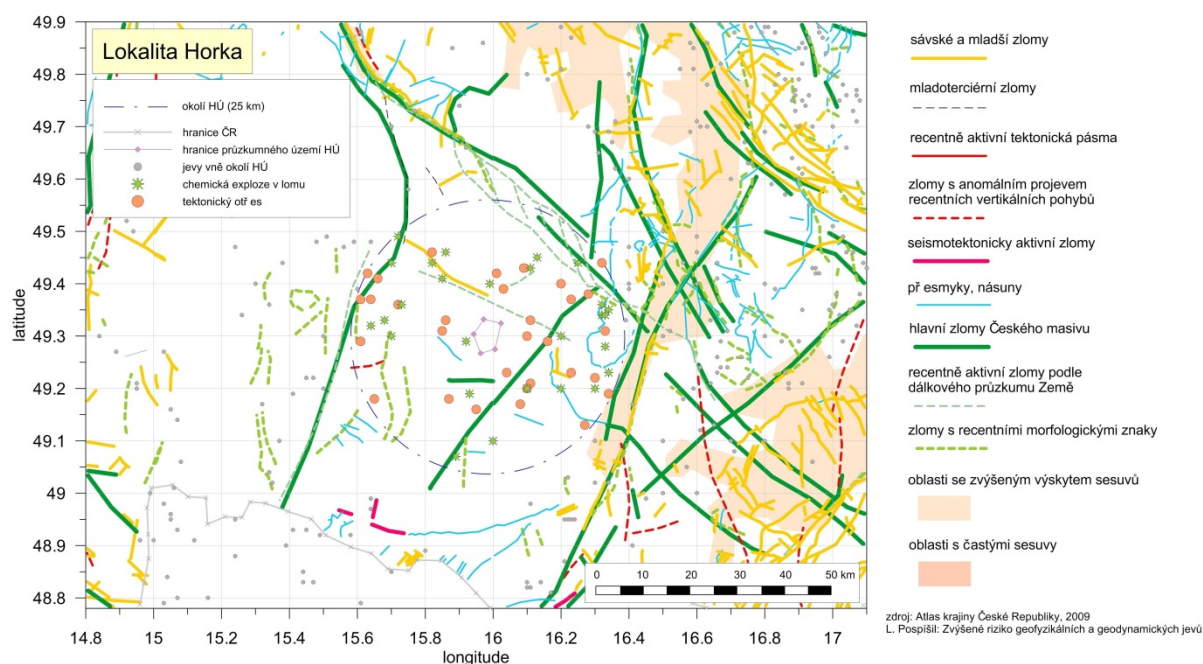 Lokalita Horka
okolí HÚ (25 km)
hranice ČR
hranice průzkumného území HÚ
jevy vně okolí HÚ
chemická exploze v lomu
tektonický otř es
49.9
49.8
49.7
49.6
49.5
49.4
49.3
49.2
49.1
49
48.9
48.8
latitude
14.8
15
15.2
15.4
15.6
15.8
16
16.2
16.4
16.6
16.8
17
longitude
0
10
20
30
40
50 km
sávské a mladší zlomy
mladoterciérní zlomy
recentně aktivní tektonická pásma
zlomy s anomálním projevem
recentních vertikálních pohybů
seismotektonicky aktivní zlomy
př esmyky, násuny
hlavní zlomy Českého masivu
recentně aktivní zlomy podle
dálkového průzkumu Země
zlomy s recentními morfologickými znaky
oblasti se zvýšeným výskytem sesuvů
oblasti s častými sesuvy
zdroj: Atlas krajiny České Republiky, 2009
L. Pospíšil: Zvýšené riziko geofyzikálních a geodynamických jevů